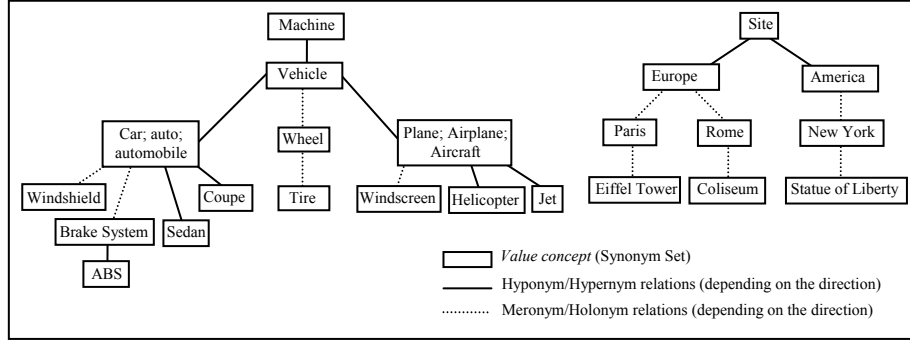 Machine
Site
Vehicle
Europe
America
Car; auto;
automobile
Wheel
Plane; Airplane;
Aircraft
Paris
Rome
New York
Windshield
Coupe
Tire
Windscreen
Helicopter
Jet
Eiffel Tower
Coliseum
Statue of Liberty
Brake System
Sedan
ABS
Value concept (Synonym Set)
Hyponym/Hypernym relations (depending on the direction)
Meronym/Holonym relations (depending on the direction)